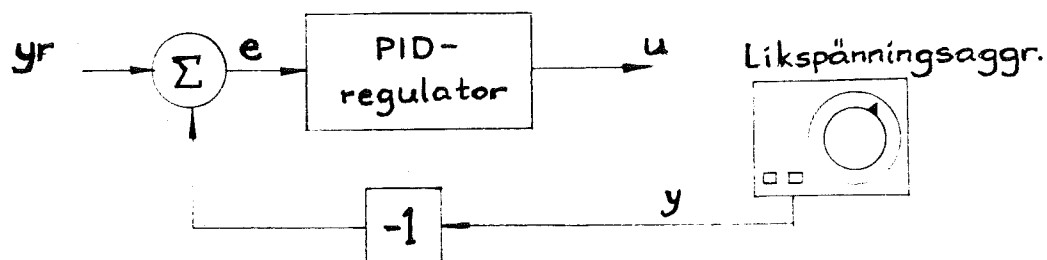 yr
Σ
e
PID-
regulator
u
Likspänningsaggr.
-1
y